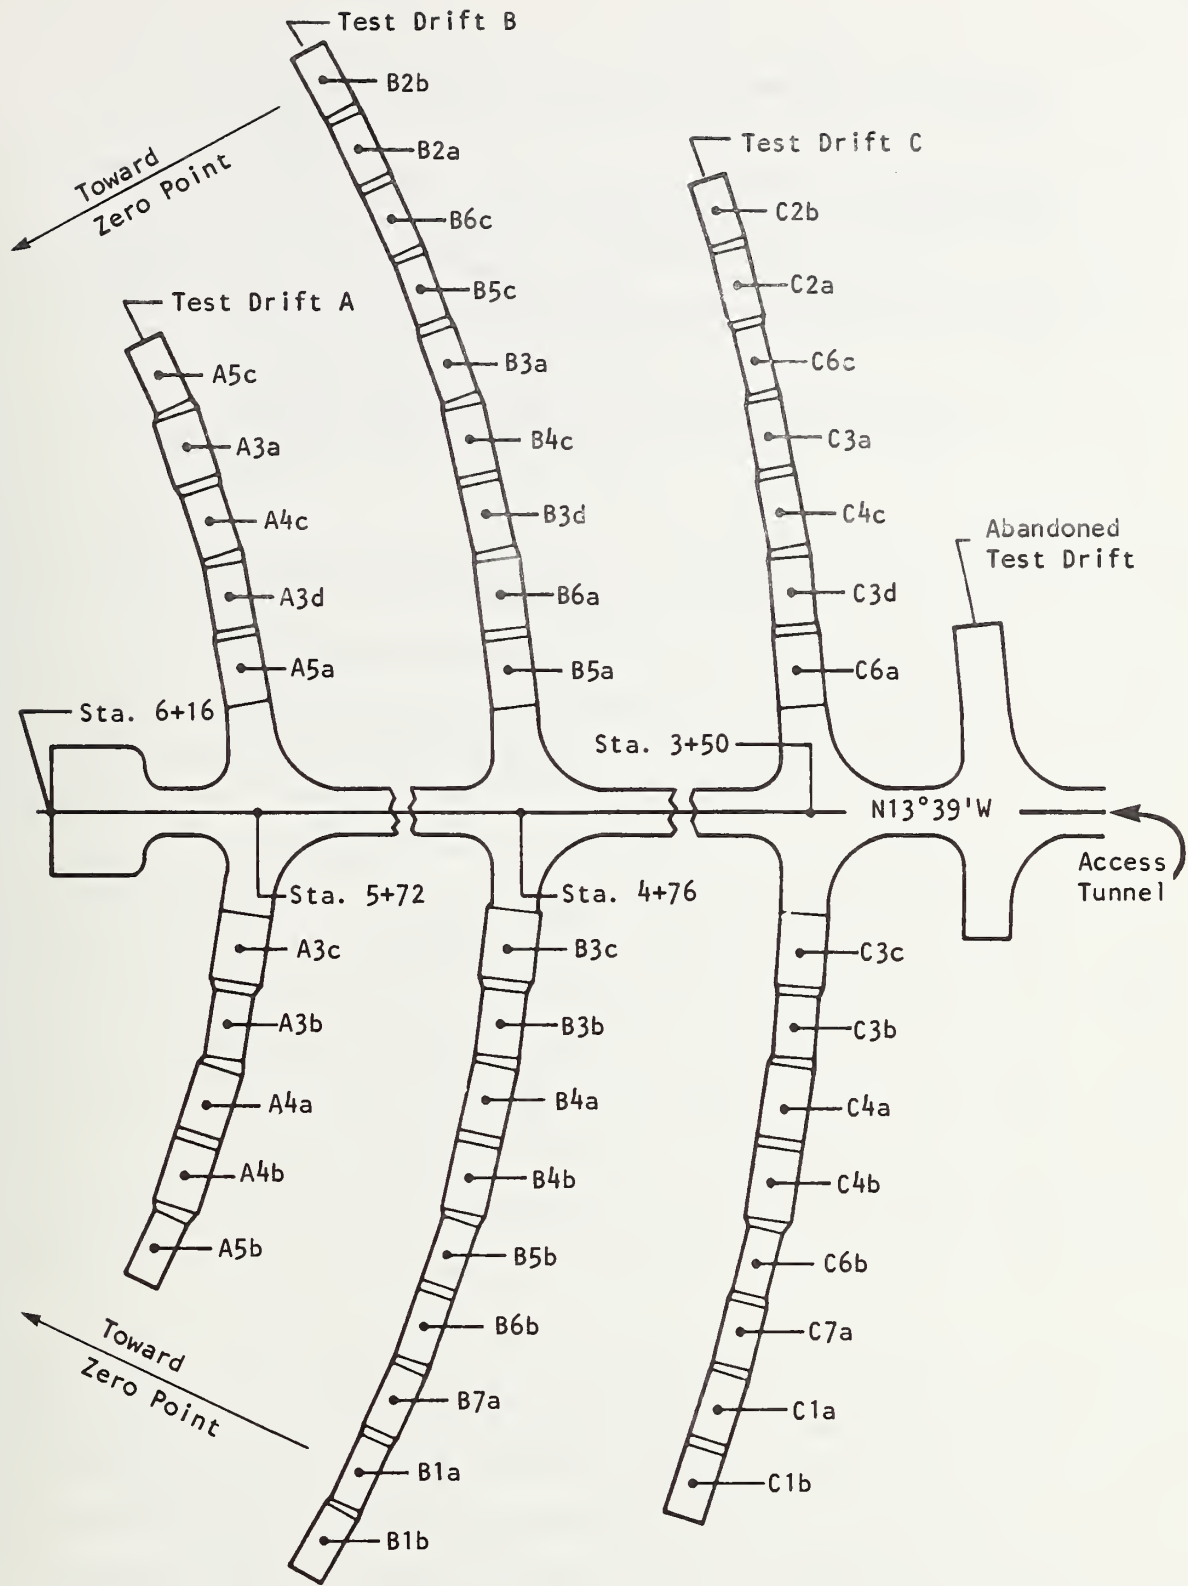 Test Drift B
B2b
B2a
B6c
B5c
B3a
B4c
B3d
B6a
B5a
Toward
Zero Point
Test Drift C
C2b
C2a
C6c
C3a
C4c
C3d
C6a
Test Drift A
A5c
A3a
A4c
A3d
A5a
Abandoned
Test Drift
Sta. 6+16
Sta. 3+50
N13°39'W
Access
Tunnel
Sta. 5+72
Sta. 4+76
A3c
A3b
A4a
A4b
A5b
B3c
B3b
B4a
B4b
B5b
B6b
B7a
B1a
B1b
C3c
C3b
C4a
C4b
C6b
C7a
C1a
C1b
Toward
Zero Point